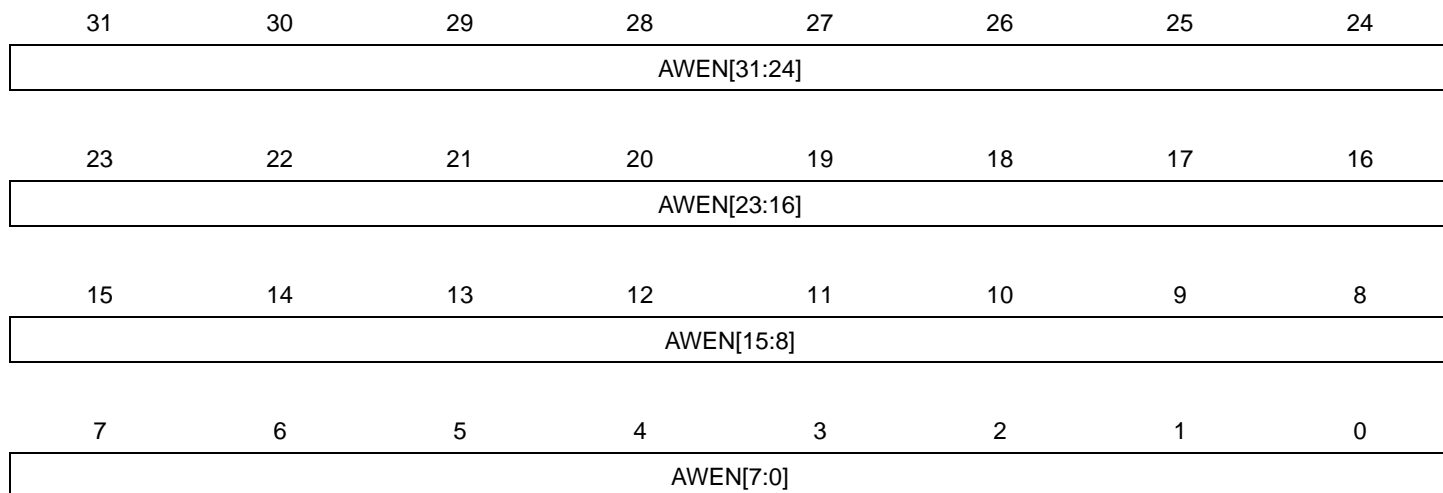 31 30 29 28 27 26 25 24
AWEN[31:24]
23 22 21 20 19 18 17 16
AWEN[23:16]
15 14 13 12 11 10 9 8
AWEN[15:8]
7 6 5 4 3 2 1 0
AWEN[7:0]